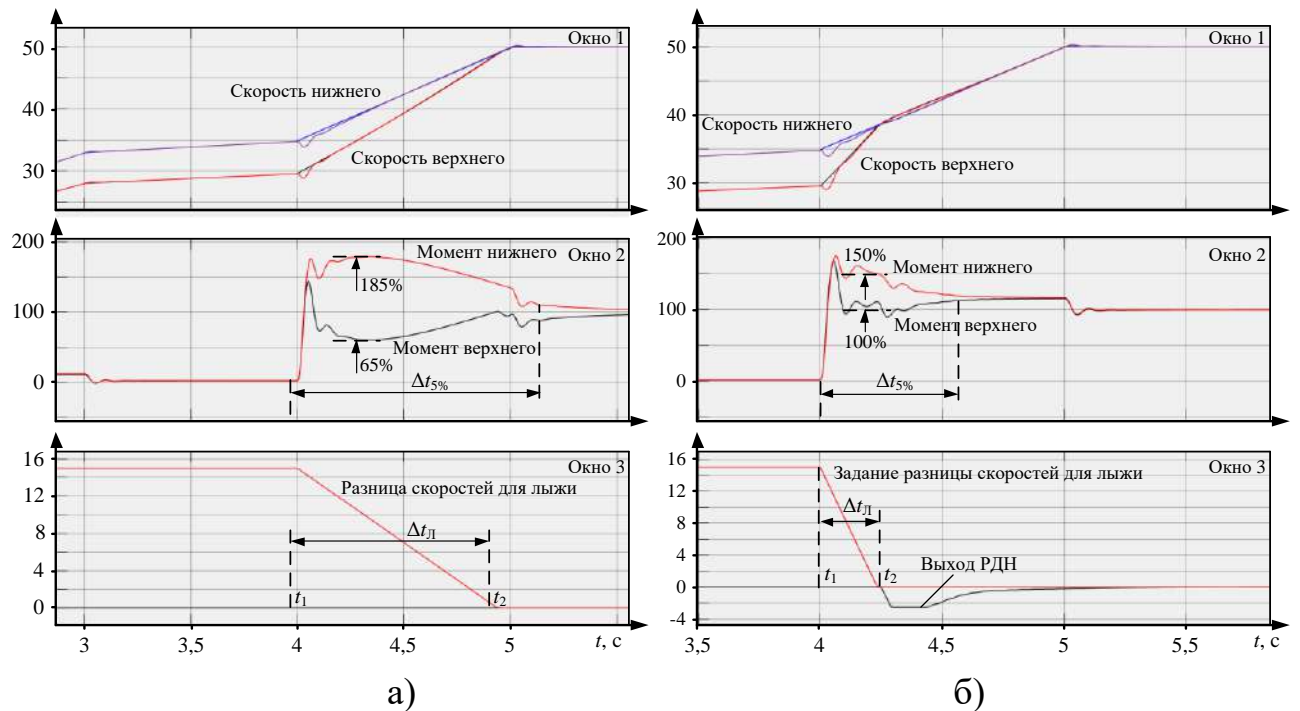 Окно 1
50
40
30
Скорость нижнего
Скорость верхнего
Окно 2
200
100
0
Момент нижнего
185%
Момент верхнего
65%
Δt5%
Окно 3
16
12
8
4
0
Разница скоростей для лыжи
ΔtЛ
t1
t2
3
3,5
4
4,5
5
t, с
а)
Окно 1
50
40
30
Скорость нижнего
Скорость верхнего
Окно 2
200
100
0
150%
Момент нижнего
Момент верхнего
100%
Δt5%
Окно 3
16
12
8
4
0
-4
Задание разницы скоростей для лыжи
ΔtЛ
t1
t2
Выход РДН
3,5
4
4,5
5
5,5
t, с
б)